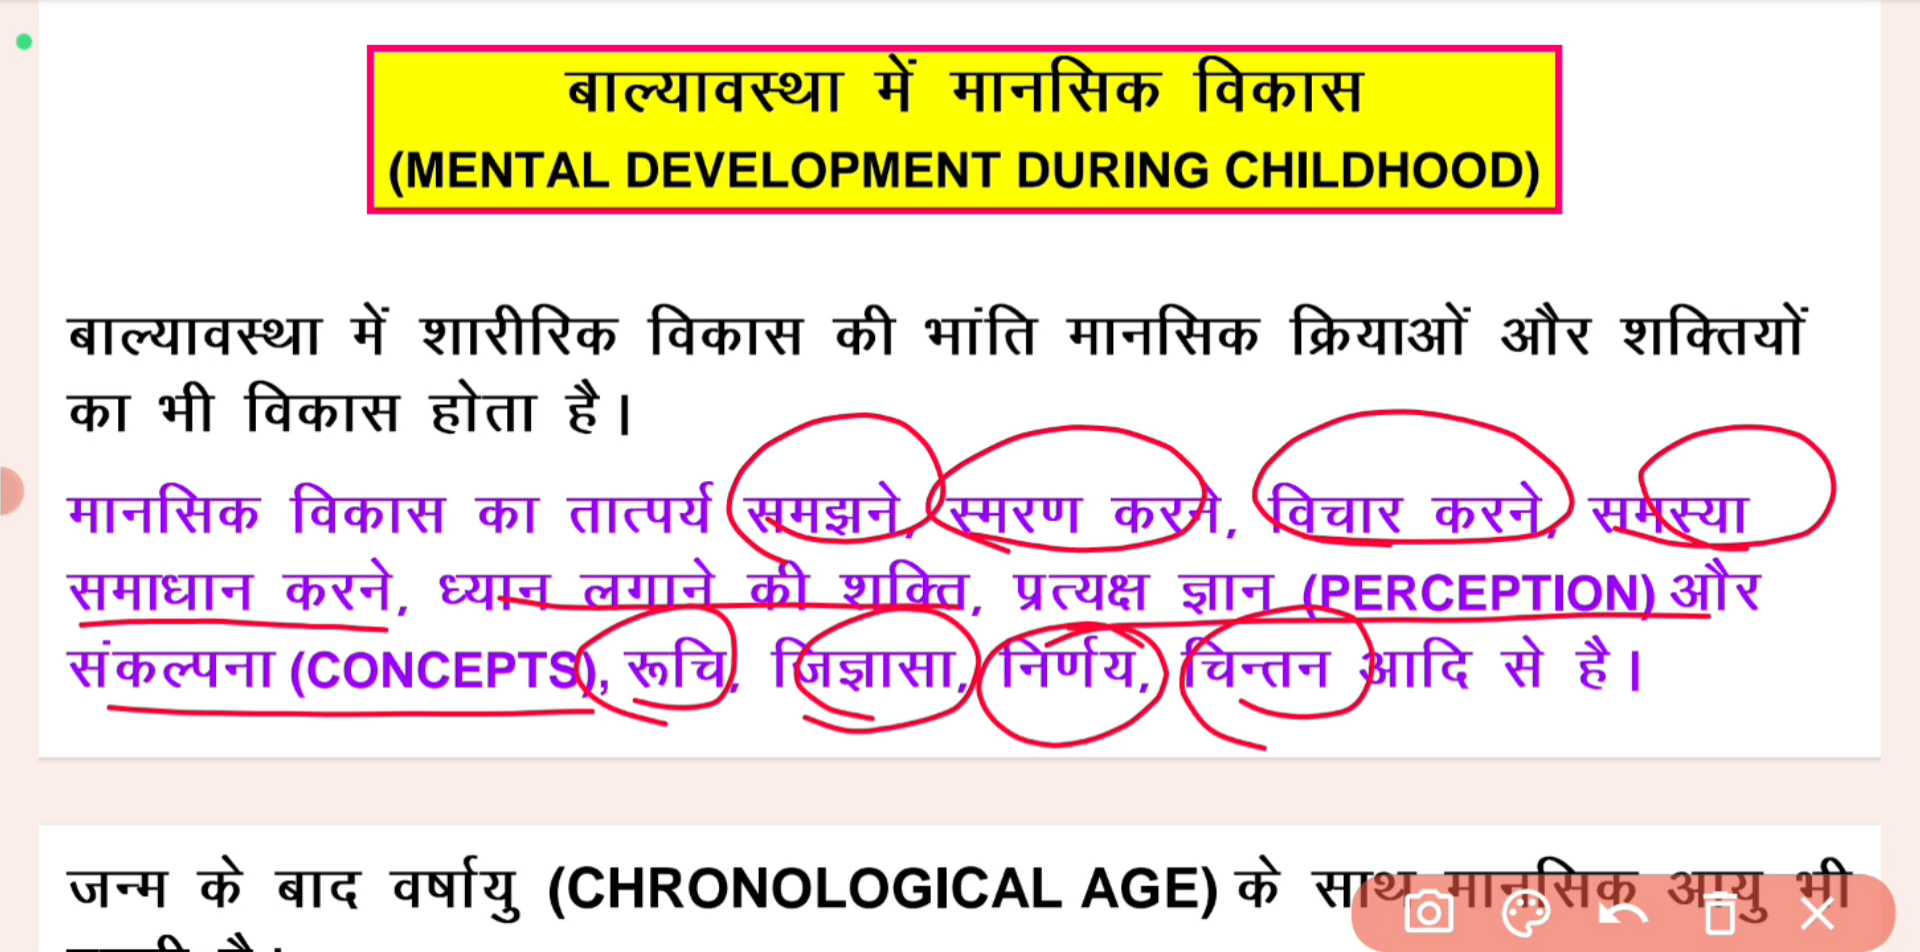 बाल्यावस्था में मानसिक विकास
(MENTAL DEVELOPMENT DURING CHILDHOOD)
बाल्यावस्था में शारीरिक विकास की भांति मानसिक क्रियाओं और शक्तियों
का भी विकास होता है।
मानसिक विकास का तात्पर्य समझने, स्मरण करने, विचार करने, समस्या
समाधान करने, ध्यान लगाने की शक्ति, प्रत्यक्ष ज्ञान (PERCEPTION) और
संकल्पना (CONCEPTS), रूचि, जिज्ञासा, निर्णय, चिन्तन आदि से है।
जन्म के बाद वर्षायु (CHRONOLOGICAL AGE) के साथ मानसिक आयु भी